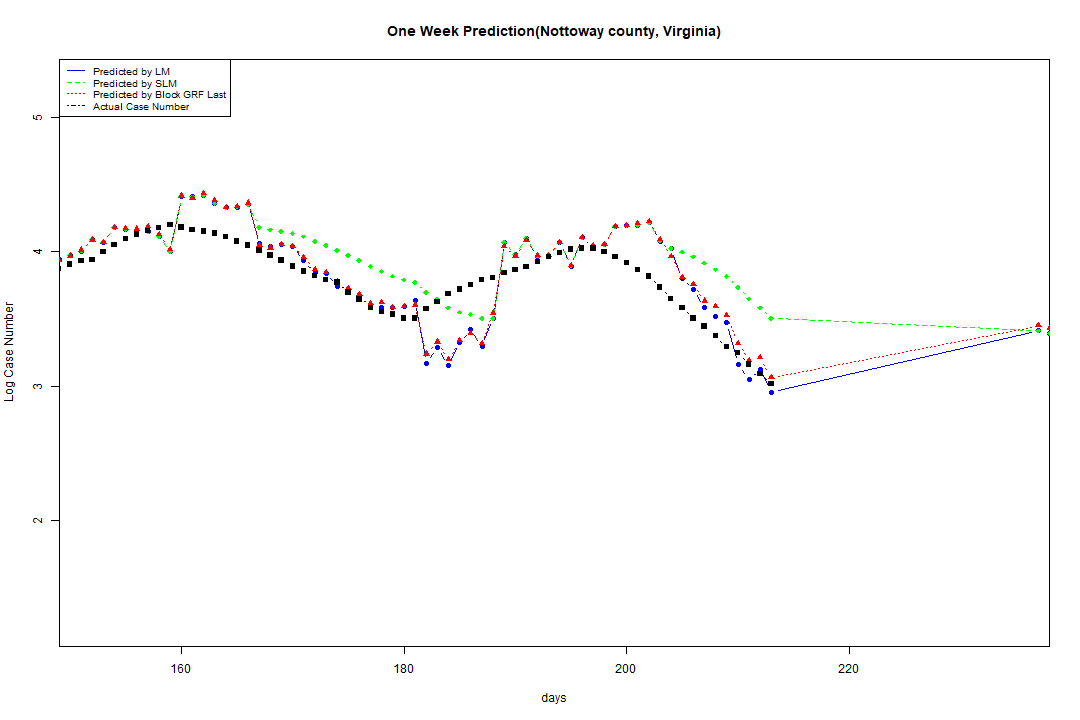 One Week Prediction(Nottoway county, Virginia)
Predicted by LM
Predicted by SLM
Predicted by Block GRF Last
Actual Case Number
5
4
3
2
Log Case Number
160
180
200
220
days